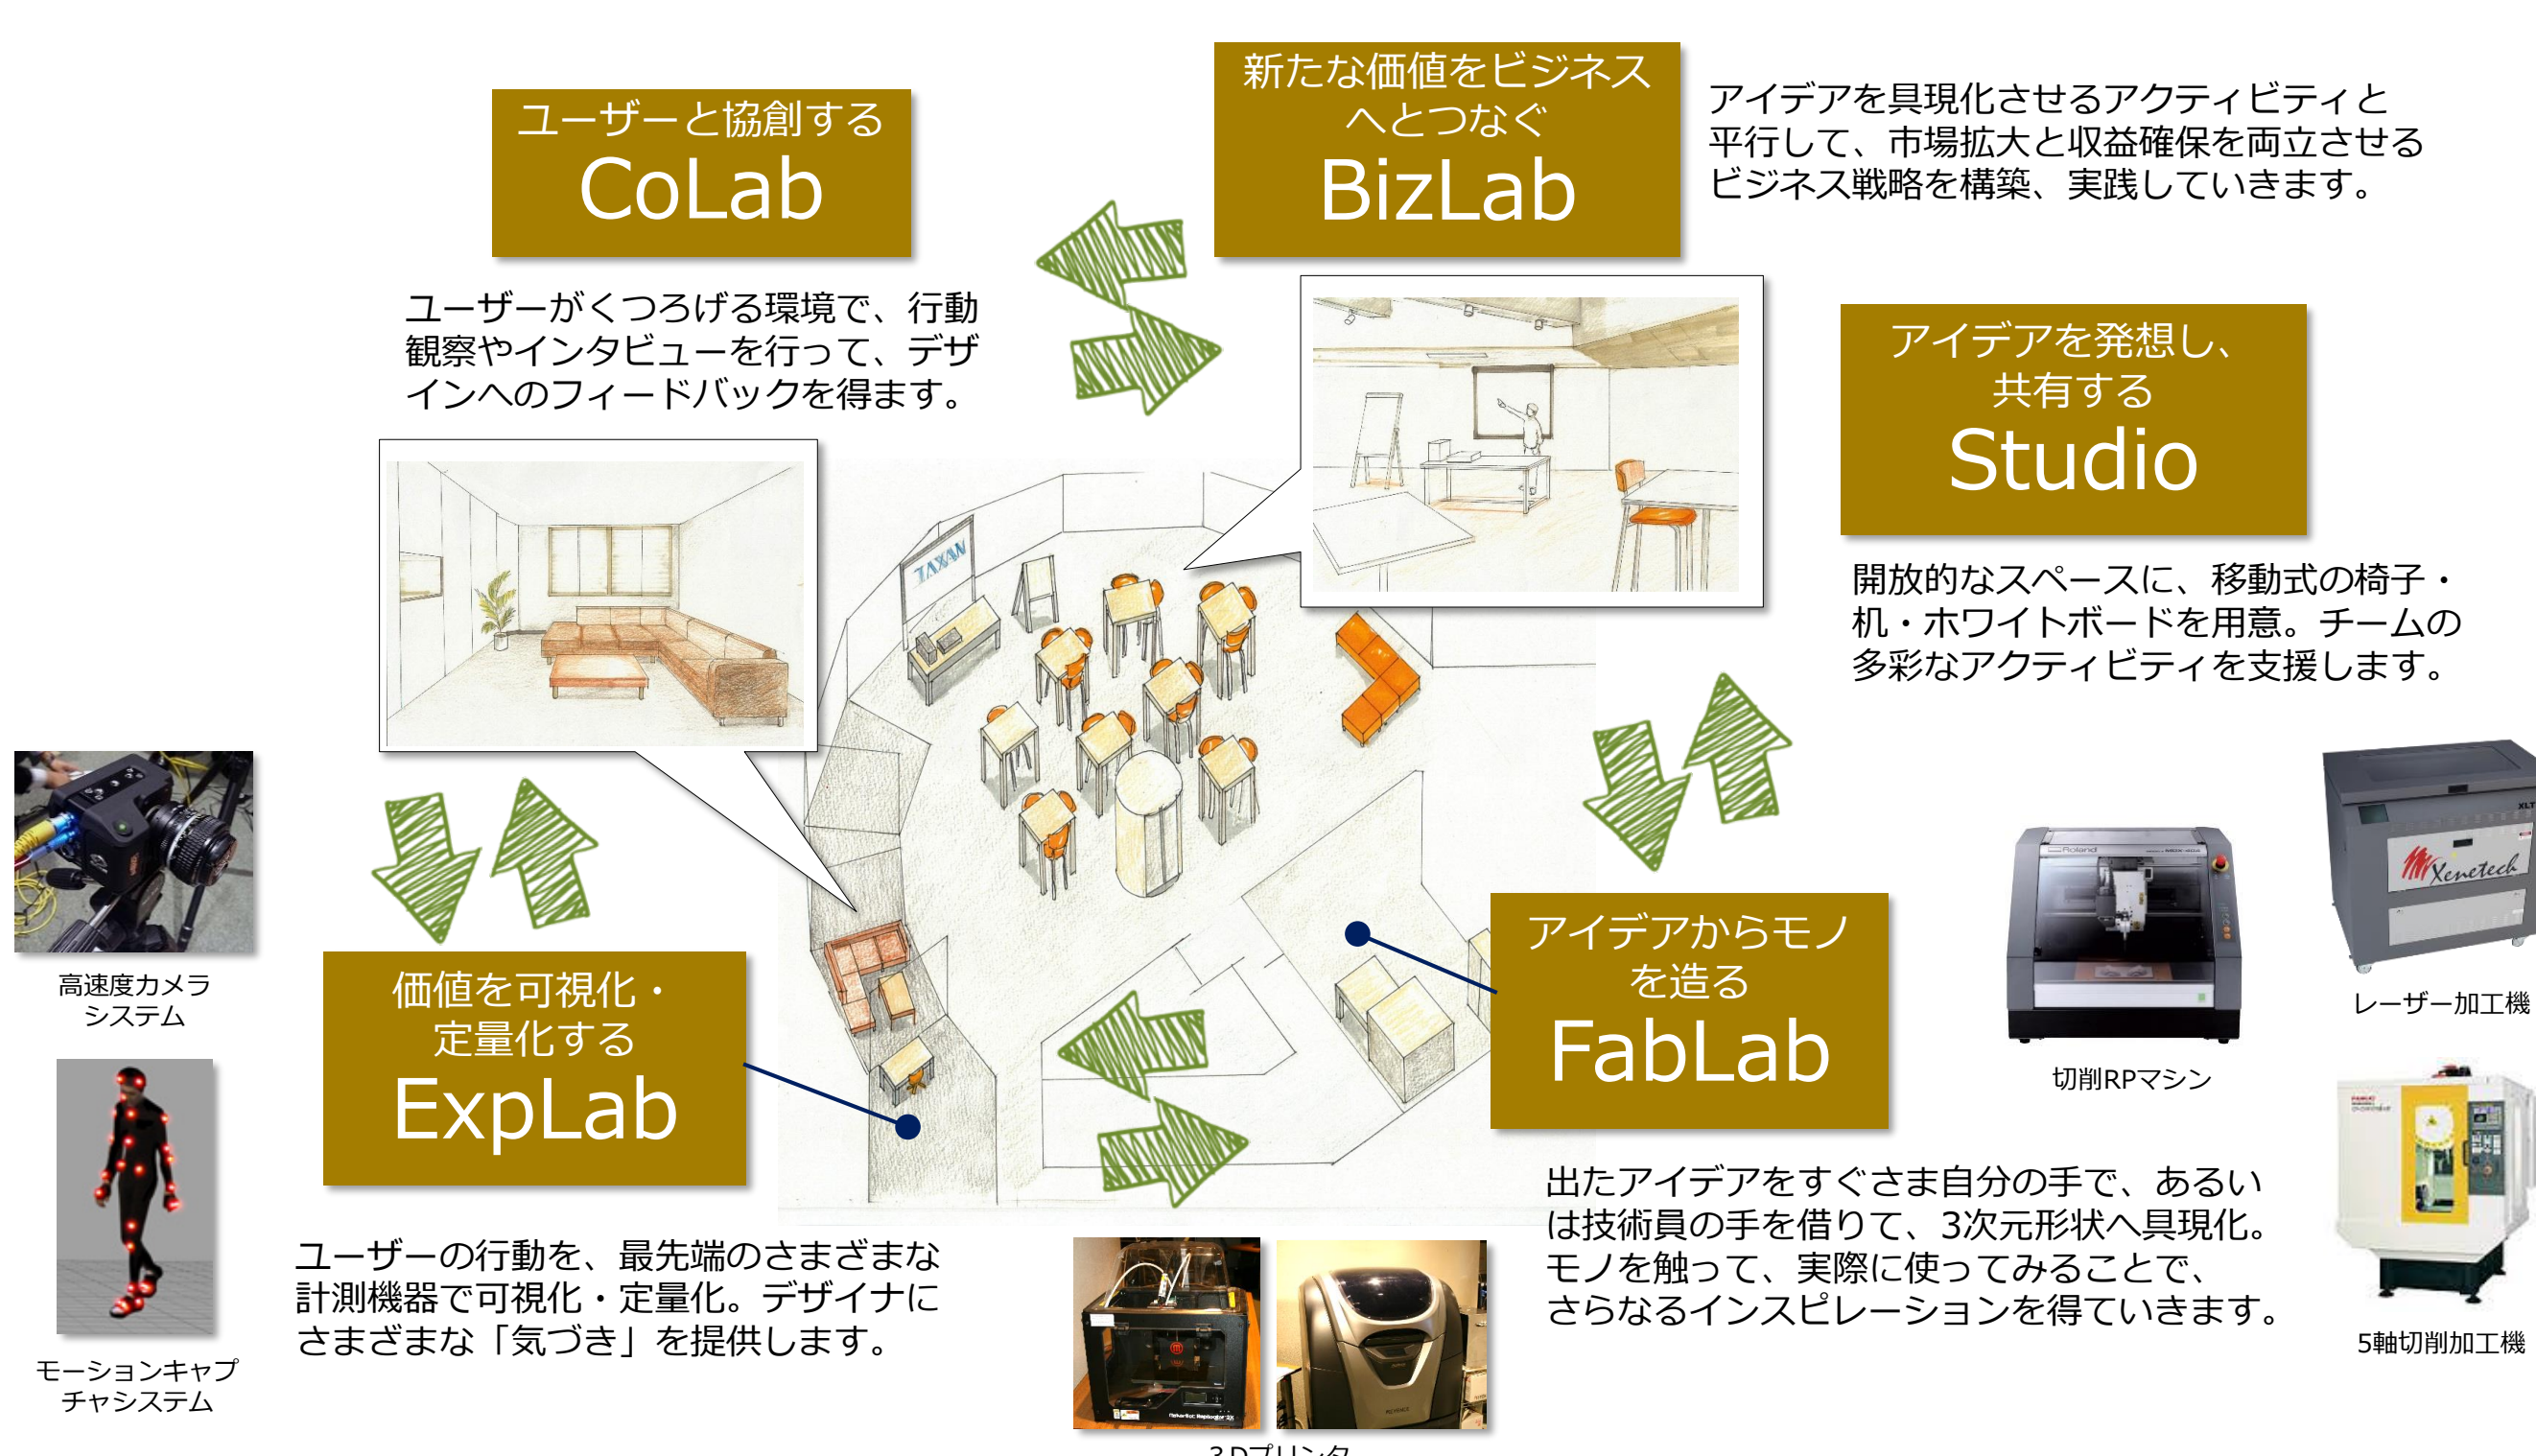 ユーザーと協創する
CoLab
ユーザーがくつろげる環境で、行動
観察やインタビューを行って、デザ
インへのフィードバックを得ます。
新たな価値をビジネス
へとつなぐ
BizLab
アイデアを具現化させるアクティビティと
平行して、市場拡大と収益確保を両立させる
ビジネス戦略を構築、実践していきます。
アイデアを発想し、
共有する
Studio
開放的なスペースに、移動式の椅子・
机・ホワイトボードを用意。チームの
多彩なアクティビティを支援します。
TAXAN
高速度カメラ
システム
モーションキャプ
チャシステム
価値を可視化・
定量化する
ExpLab
ユーザーの行動を、最先端のさまざまな
計測機器で可視化・定量化。デザイナに
さまざまな「気づき」を提供します。
アイデアからモノ
を造る
FabLab
出たアイデアをすぐさま自分の手で、あるい
は技術員の手を借りて、3次元形状へ具現化。
モノを触って、実際に使ってみることで、
さらなるインスピレーションを得ていきます。
Roland
切削RPマシン
XLT
Xenetech
レーザー加工機
5軸切削加工機
MakerBot Replicator 2X
3Dプリンタ